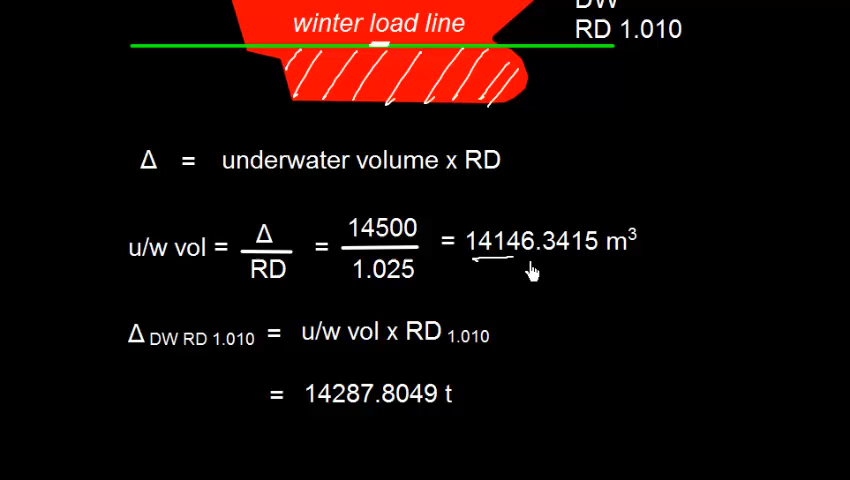 DW
winter load line
RD 1.010
Δ = underwater volume x RD
u/w vol = Δ / RD = 14500 / 1.025 = 14146.3415 m³
Δ DW RD 1.010 = u/w vol x RD 1.010
= 14287.8049 t